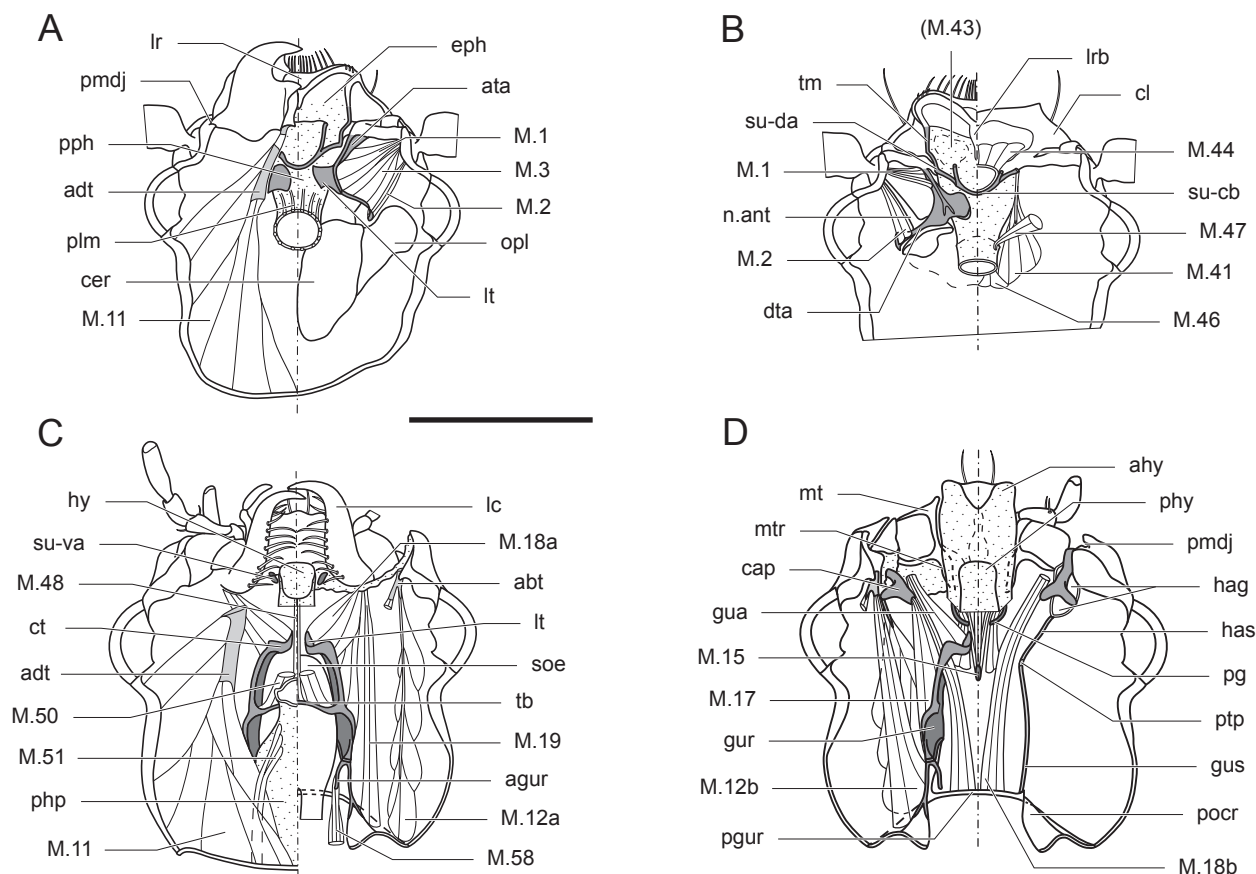 A
lr
eph
pmdj
ata
pph
M.1
M.3
adt
M.2
plm
opl
cer
lt
M.11
B
(M.43)
lrb
tm
cl
su-da
M.1
M.44
n.ant
su-cb
M.2
M.47
dta
M.41
M.46
C
hy
lc
su-va
M.18a
M.48
abt
ct
lt
adt
soe
M.50
tb
M.51
M.19
php
agur
M.11
M.12a
M.58
D
ahy
mt
phy
mtr
pmdj
cap
hag
gua
has
M.15
pg
M.17
ptp
gur
gus
M.12b
pocr
pgur
M.18b